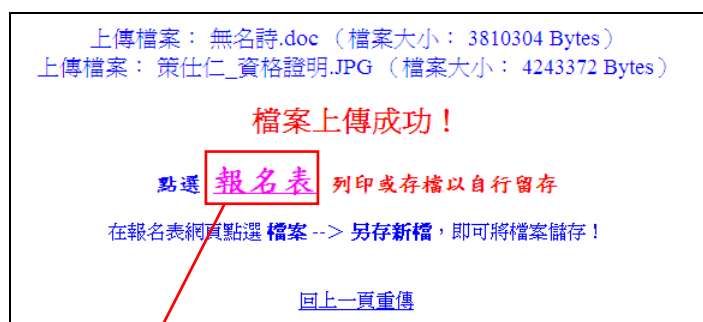 上傳檔案： 無名詩.doc （檔案大小： 3810304 Bytes）
上傳檔案： 策仕仁_資格證明.JPG （檔案大小： 4243372 Bytes）
檔案上傳成功！
點選 報名表 列印或存檔以自行留存
在報名表網頁點選 檔案 --> 另存新檔，即可將檔案儲存！
回上一頁重傳